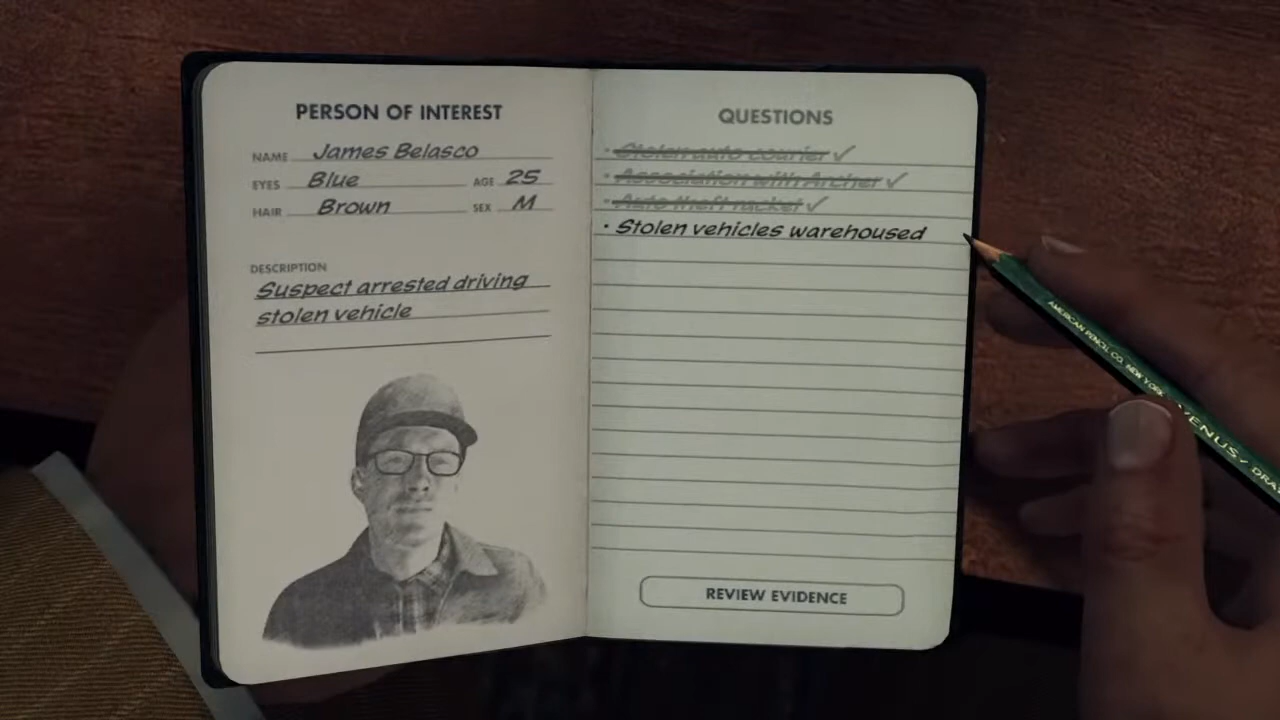 PERSON OF INTEREST
NAME James Belasco
EYES Blue AGE 25
HAIR Brown SEX M
DESCRIPTION
Suspect arrested driving
stolen vehicle
QUESTIONS
· Stolen auto courier ✓
· Association with Archer ✓
· Auto theft racket ✓
· Stolen vehicles warehoused
REVIEW EVIDENCE
AMERICAN PENCIL CO. NEW YORK
VENUS / DRA